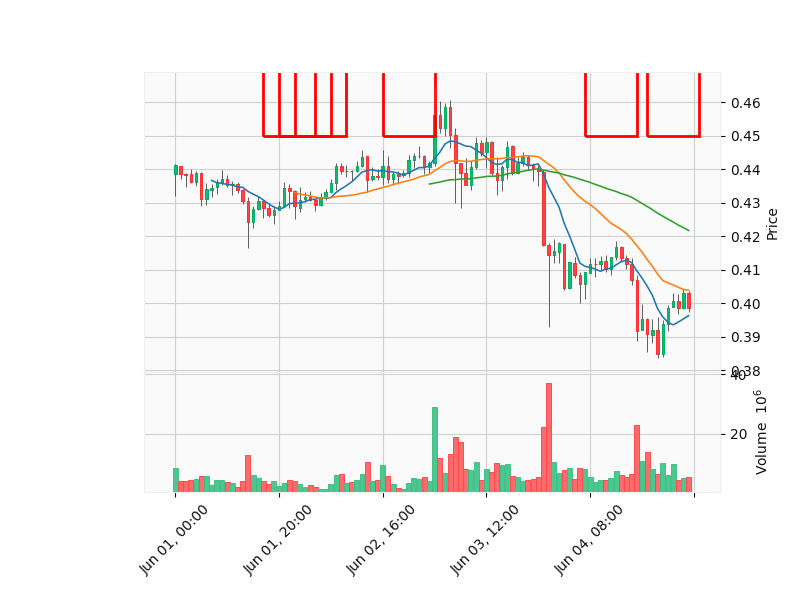 0.46
0.45
0.44
0.43
0.42
0.41
0.40
0.39
0.38
Price
40
20
Volume 10^6
Jun 01, 00:00
Jun 01, 20:00
Jun 02, 16:00
Jun 03, 12:00
Jun 04, 08:00